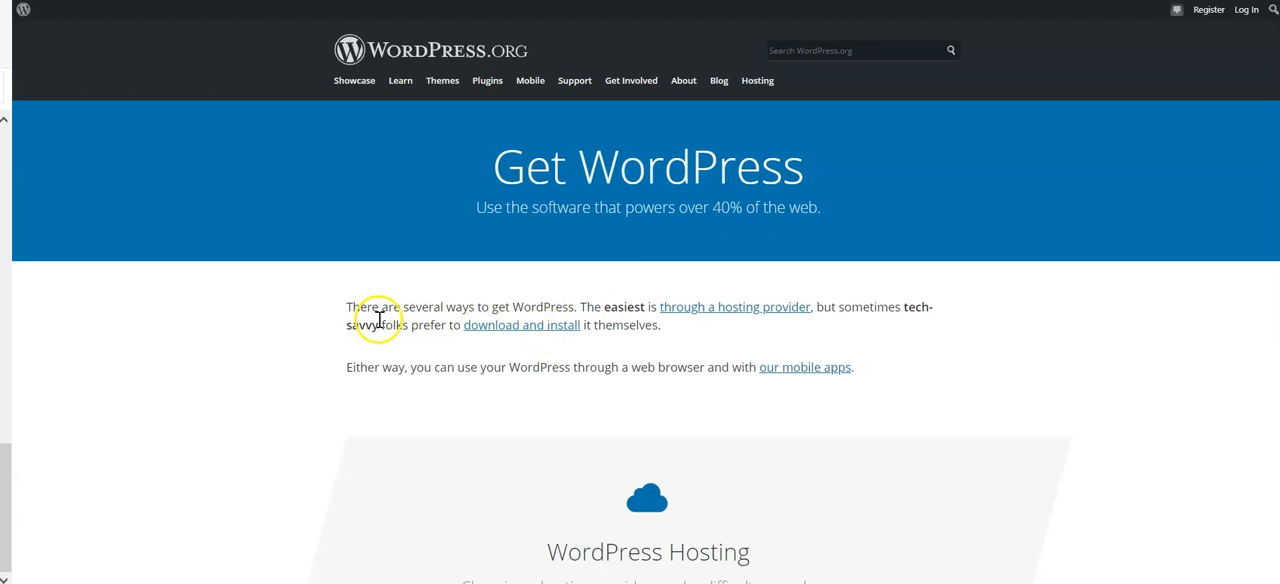 Register Log In
WORDPRESS.ORG
Search WordPress.org
Showcase Learn Themes Plugins Mobile Support Get Involved About Blog Hosting
Get WordPress
Use the software that powers over 40% of the web.
There are several ways to get WordPress. The easiest is through a hosting provider, but sometimes tech-
savvy folks prefer to download and install it themselves.
Either way, you can use your WordPress through a web browser and with our mobile apps.
WordPress Hosting